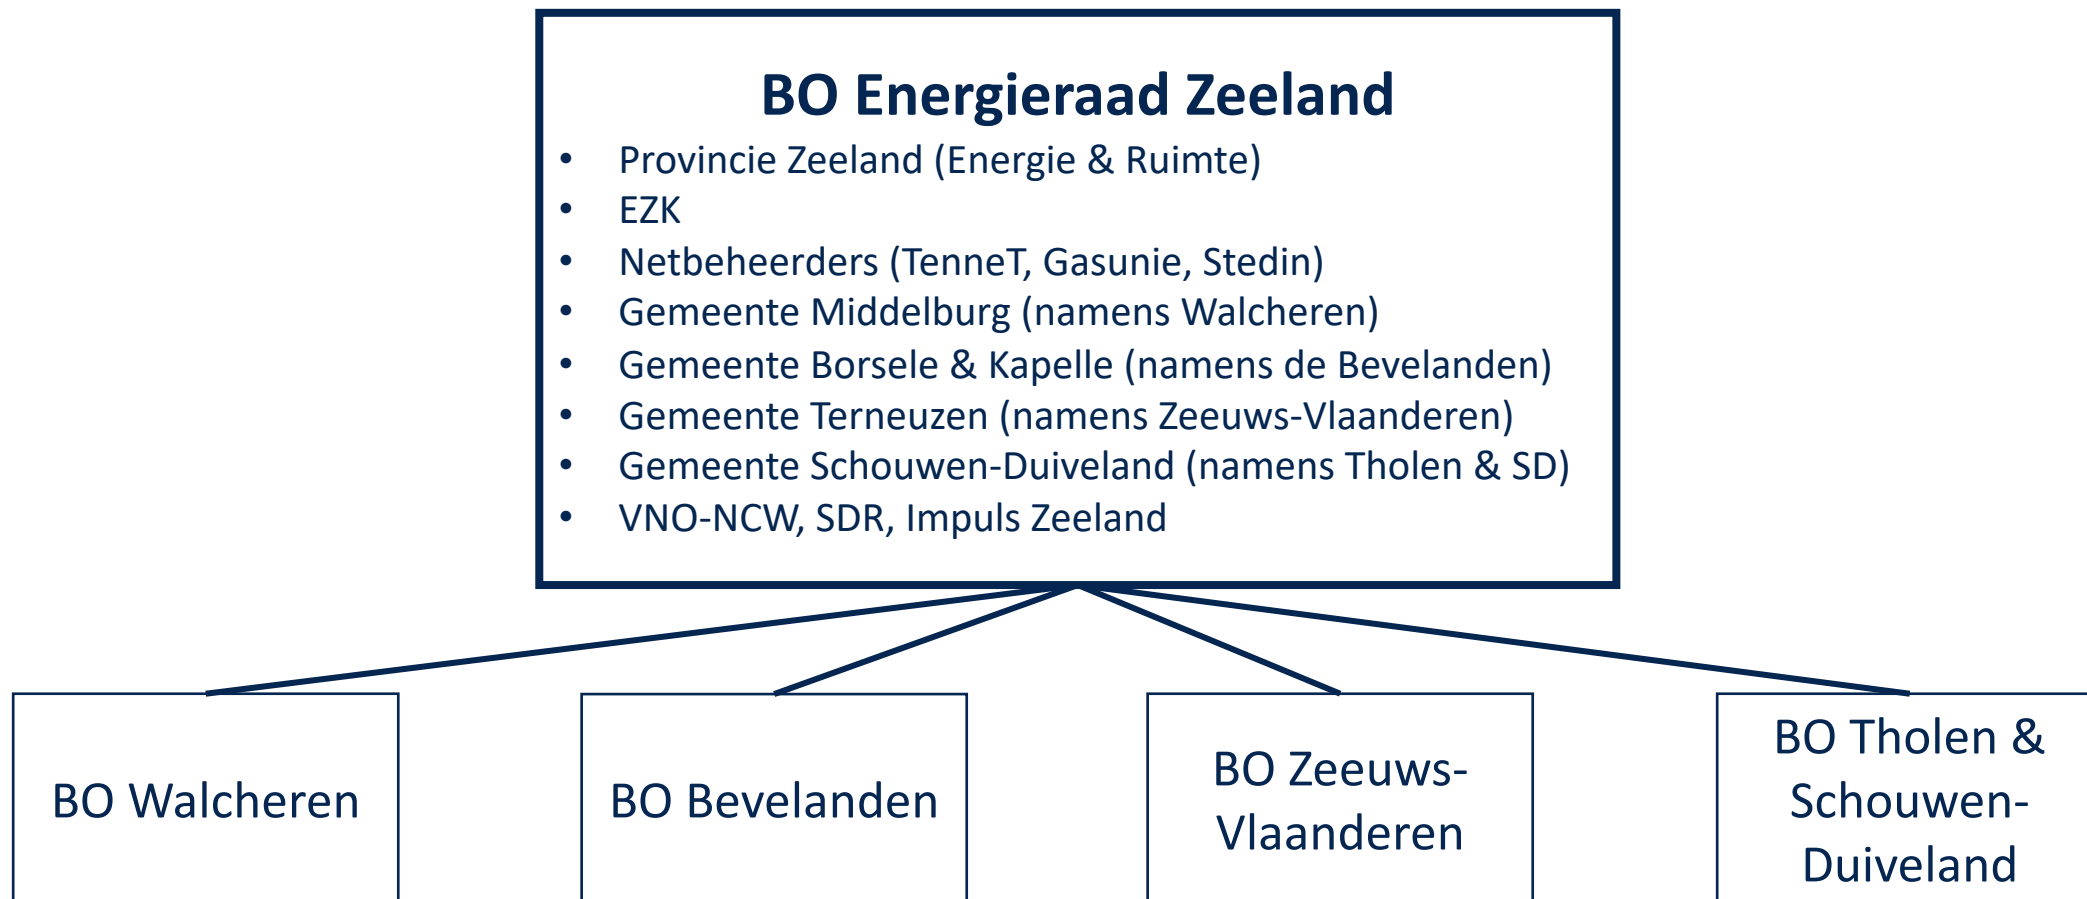 BO Energieraad Zeeland
• Provincie Zeeland (Energie & Ruimte)
• EZK
• Netbeheerders (TenneT, Gasunie, Stedin)
• Gemeente Middelburg (namens Walcheren)
• Gemeente Borsele & Kapelle (namens de Bevelanden)
• Gemeente Terneuzen (namens Zeeuws-Vlaanderen)
• Gemeente Schouwen-Duiveland (namens Tholen & SD)
• VNO-NCW, SDR, Impuls Zeeland
BO Walcheren
BO Bevelanden
BO Zeeuws-
Vlaanderen
BO Tholen &
Schouwen-
Duiveland